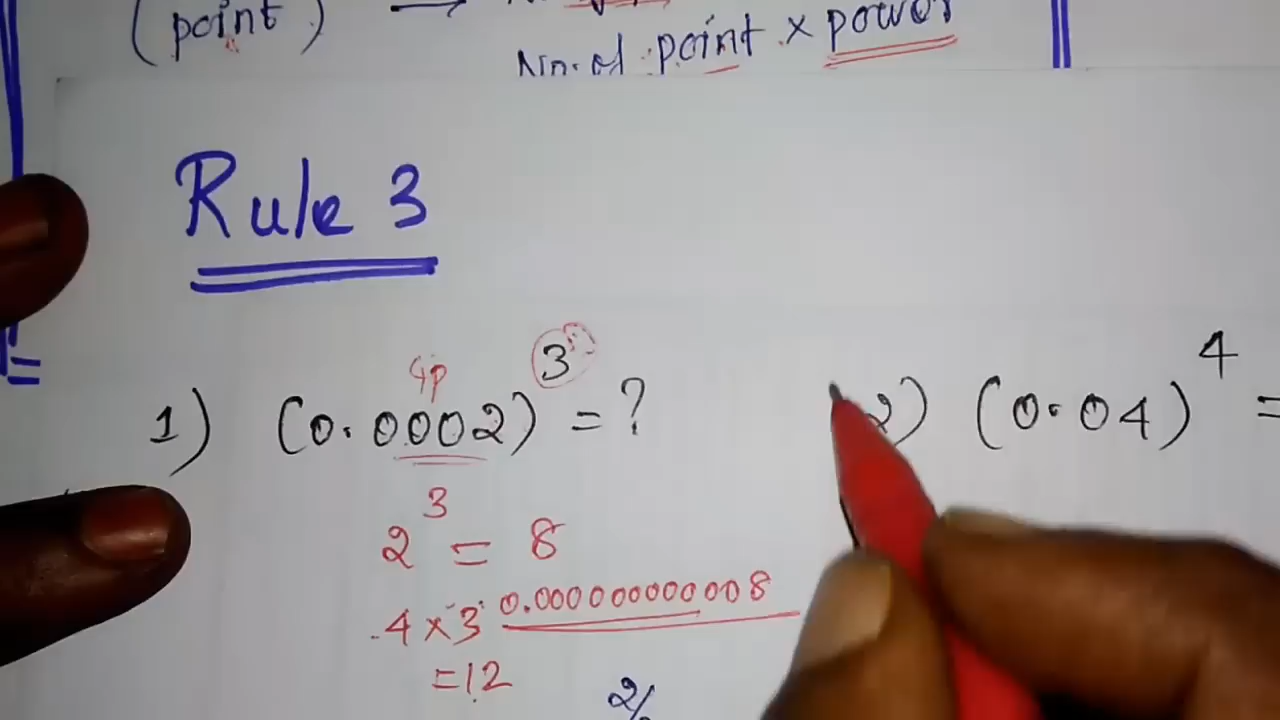 (point) →
No. of point × power
Rule 3
4p
1) (0.0002)³ = ?
2) (0.04)⁴ =
2³ = 8
4 × 3 0.000000000008
= 12
2/